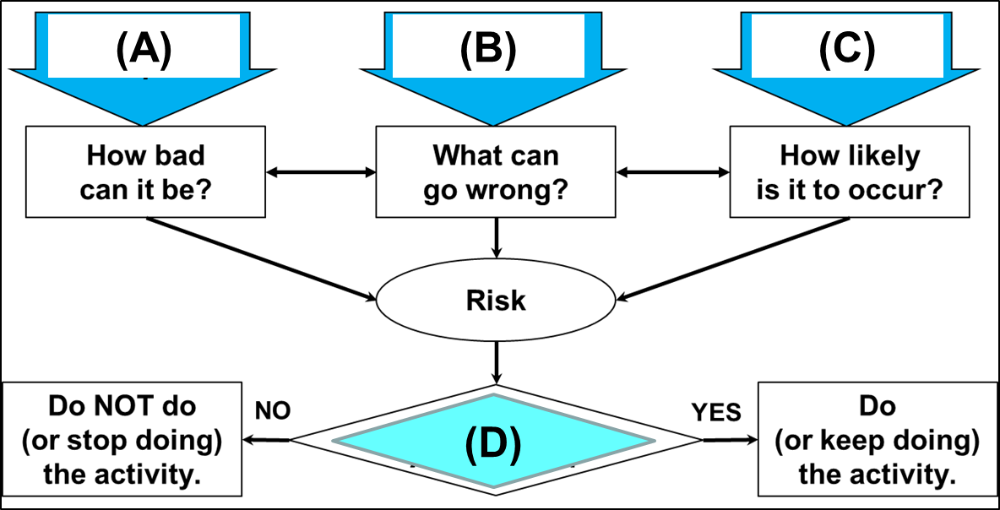 (A)
(B)
(C)
How bad
can it be?
What can
go wrong?
How likely
is it to occur?
Risk
Do NOT do
(or stop doing)
the activity.
NO
(D)
YES
Do
(or keep doing)
the activity.